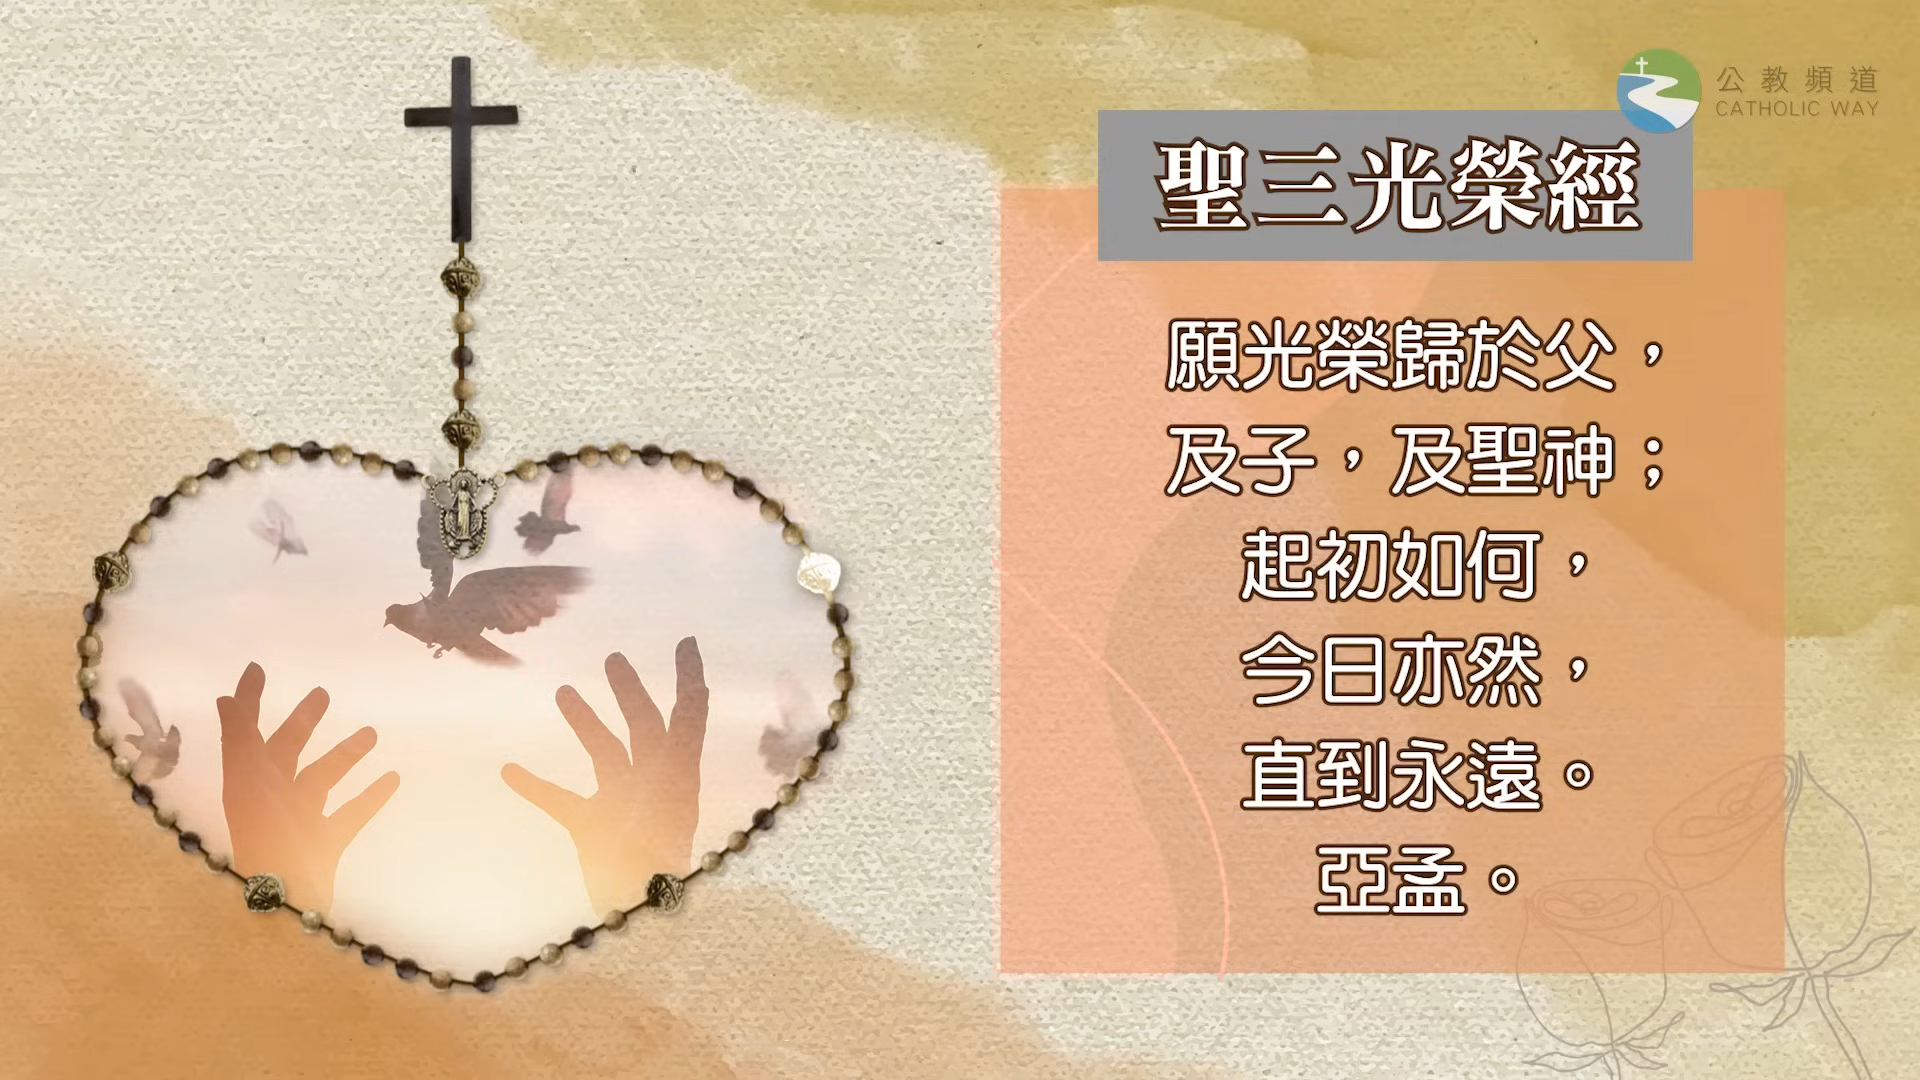 公教頻道
CATHOLIC WAY
聖三光榮經
願光榮歸於父，
及子，及聖神；
起初如何，
今日亦然，
直到永遠。
亞孟。